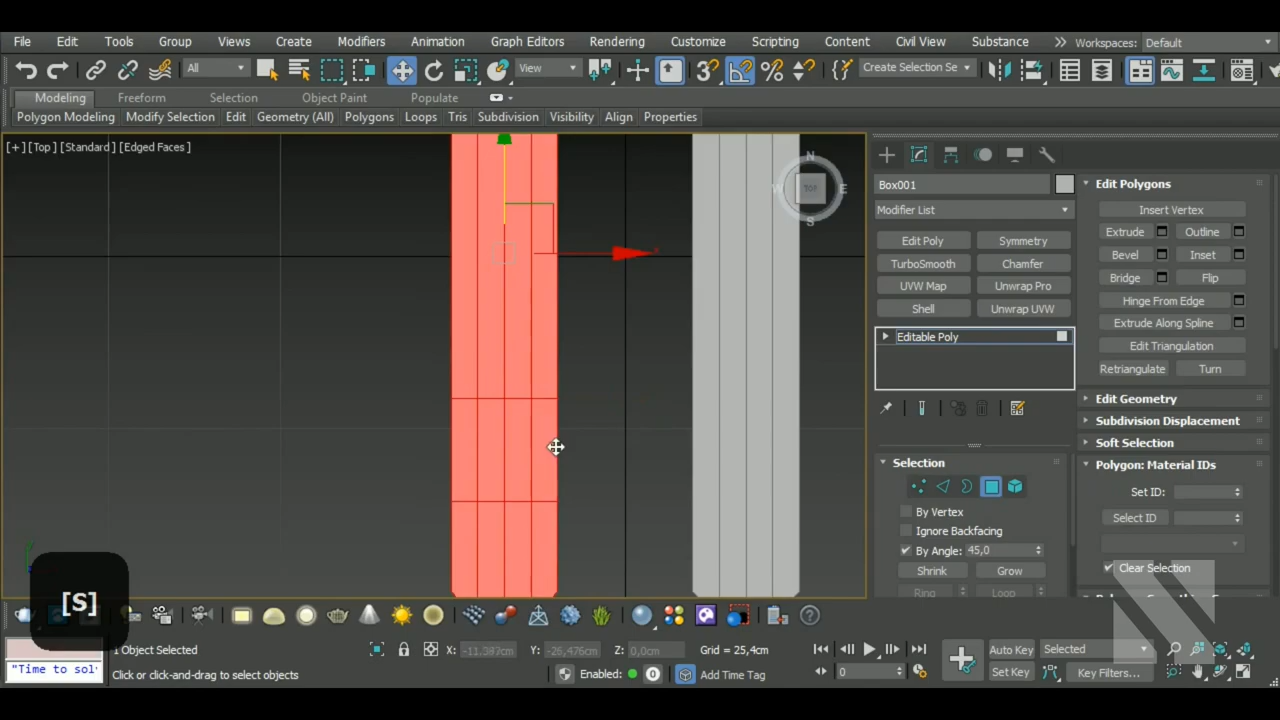 File Edit Tools Group Views Create Modifiers Animation Graph Editors Rendering Customize Scripting Content Civil View Substance Workspaces: Default
All View Create Selection Se
Modeling Freeform Selection Object Paint Populate
Polygon Modeling Modify Selection Edit Geometry (All) Polygons Loops Tris Subdivision Visibility Align Properties
[+] [Top] [Standard] [Edged Faces]
N
W TOP E
S
x
Box001
Modifier List
Edit Poly Symmetry
TurboSmooth Chamfer
UVW Map Unwrap Pro
Shell Unwrap UVW
Editable Poly
Selection
By Vertex
Ignore Backfacing
By Angle: 45,0
Shrink Grow
Ring Loop
Edit Polygons
Insert Vertex
Extrude Outline
Bevel Inset
Bridge Flip
Hinge From Edge
Extrude Along Spline
Edit Triangulation
Retriangulate Turn
Edit Geometry
Subdivision Displacement
Soft Selection
Polygon: Material IDs
Set ID:
Select ID
Clear Selection
[S]
1 Object Selected
X: -11,387cm Y: -26,476cm Z: 0,0cm Grid = 25,4cm
"Time to sol
Click or click-and-drag to select objects
Enabled: 0 Add Time Tag
0
Auto Key Selected
Set Key Key Filters...